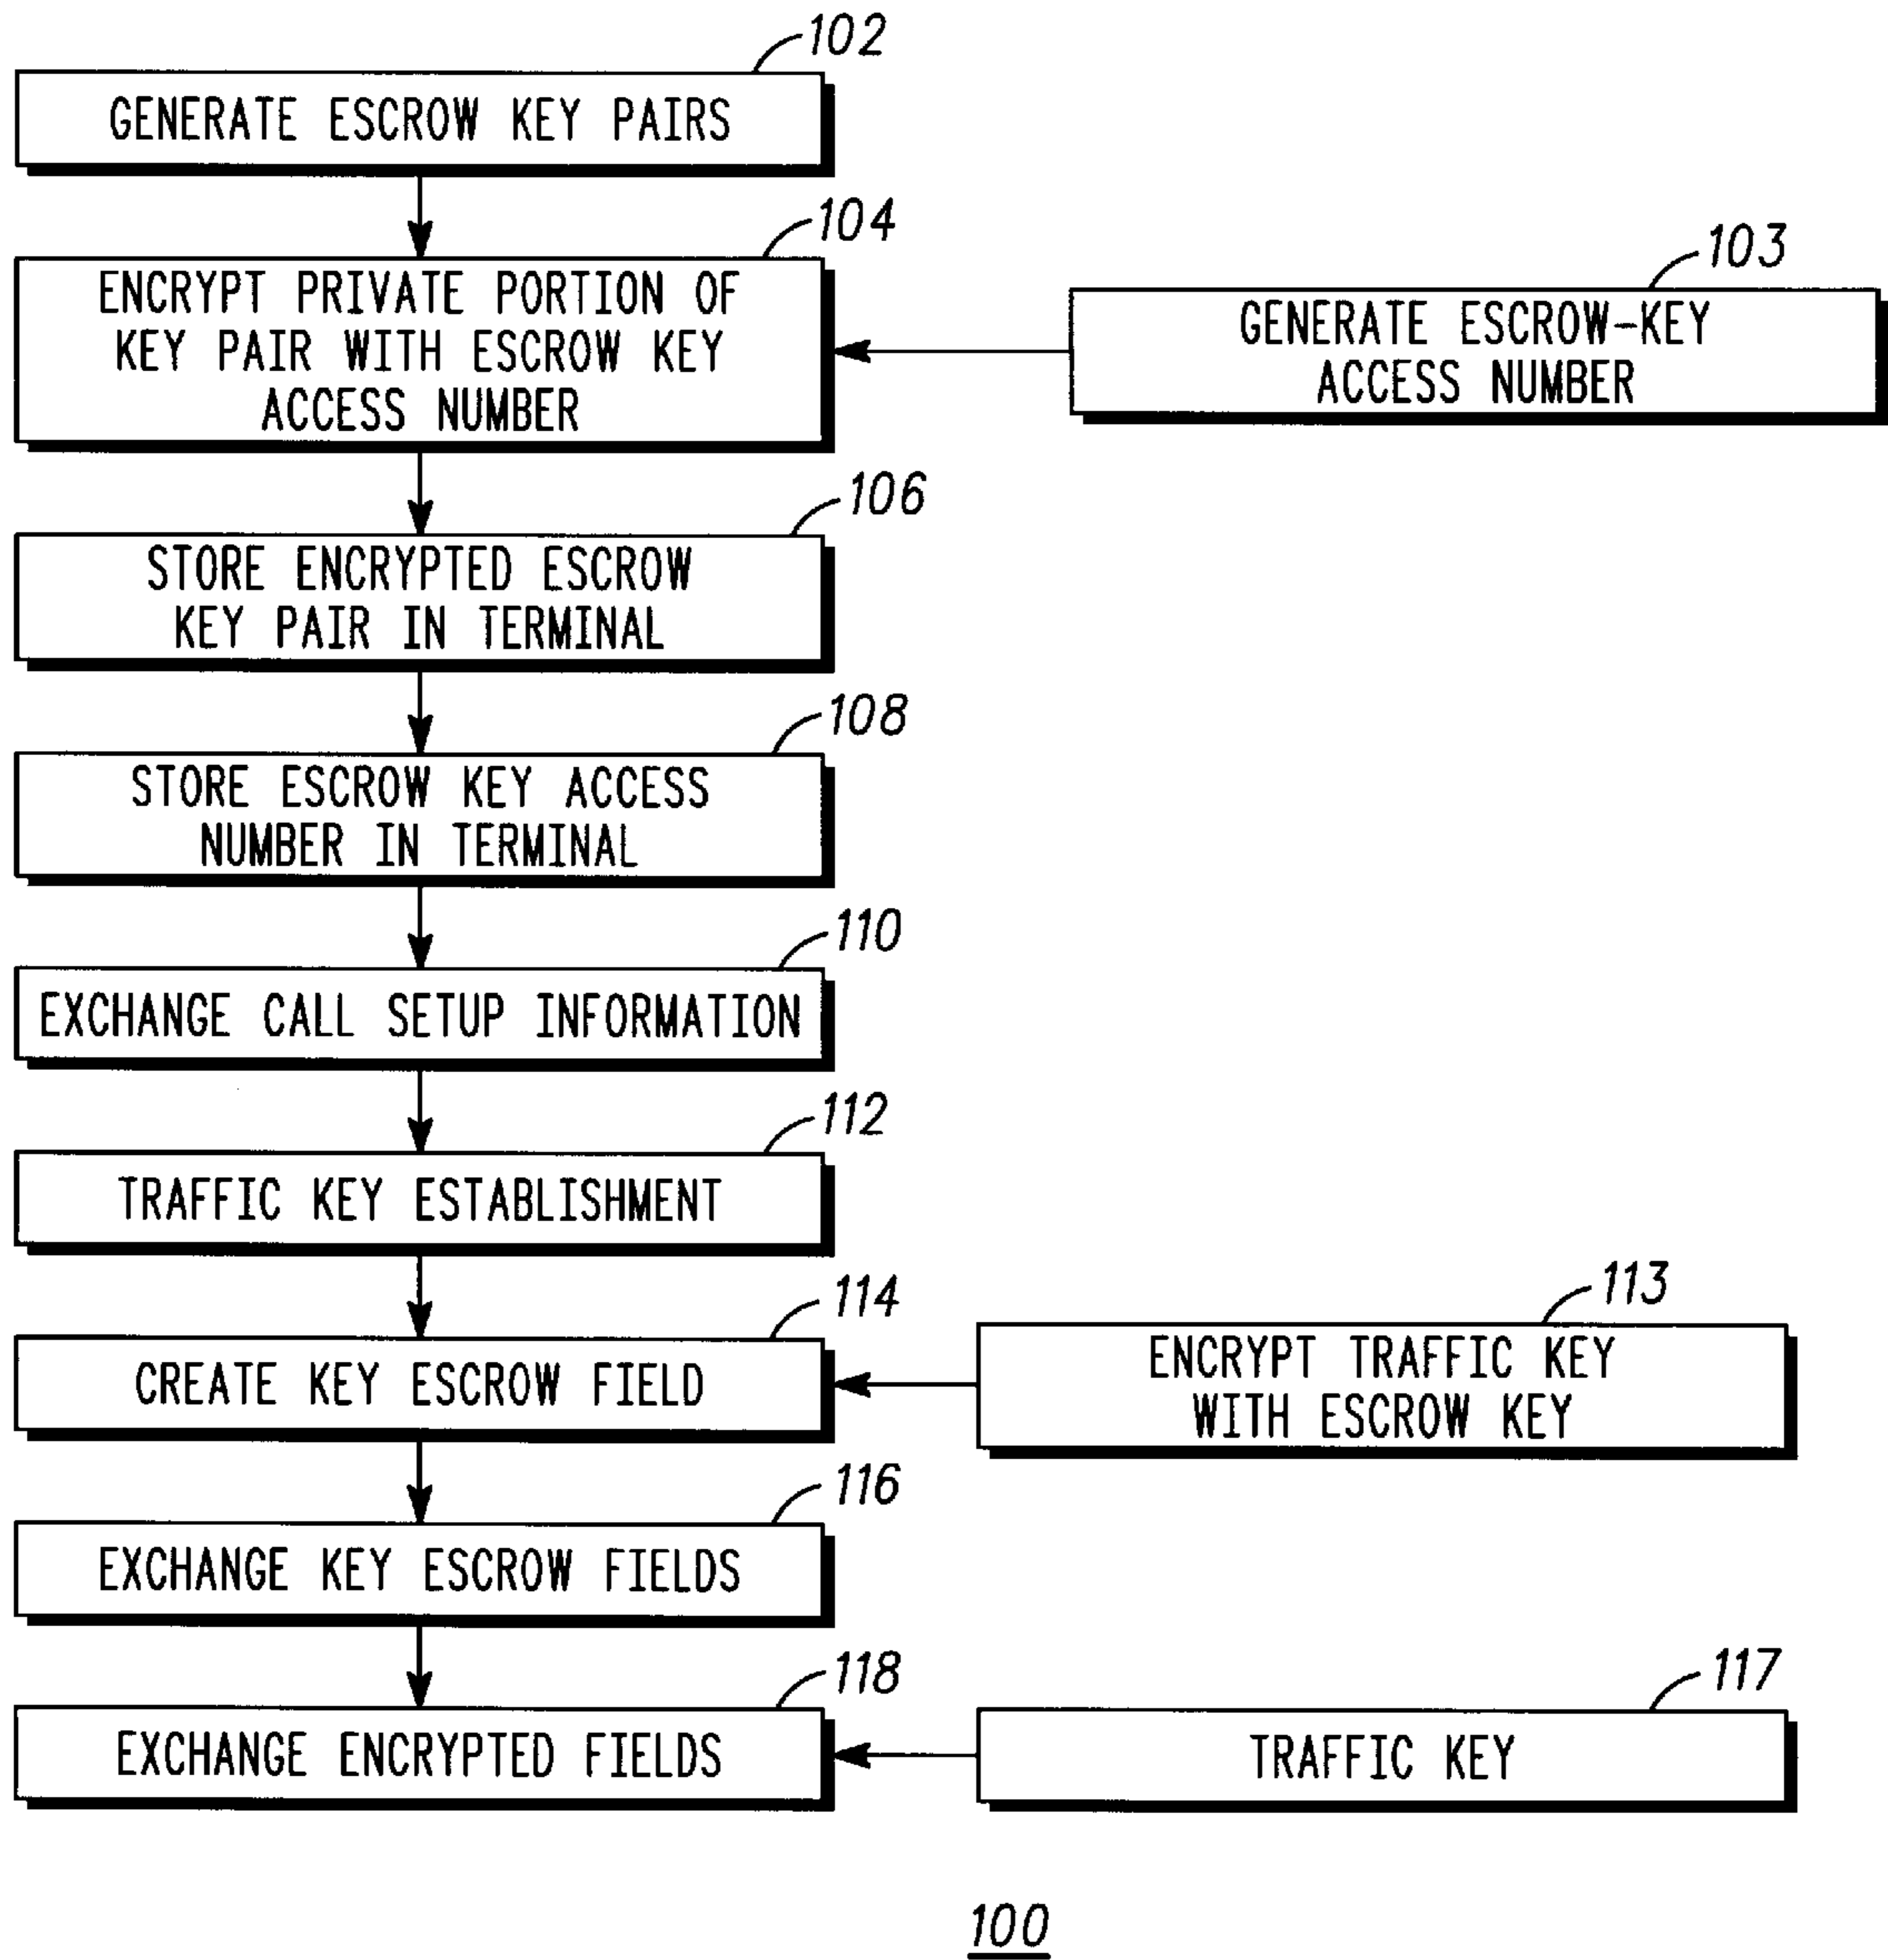 102
GENERATE ESCROW KEY PAIRS
104
ENCRYPT PRIVATE PORTION OF
KEY PAIR WITH ESCROW KEY
ACCESS NUMBER
103
GENERATE ESCROW-KEY
ACCESS NUMBER
106
STORE ENCRYPTED ESCROW
KEY PAIR IN TERMINAL
108
STORE ESCROW KEY ACCESS
NUMBER IN TERMINAL
110
EXCHANGE CALL SETUP INFORMATION
112
TRAFFIC KEY ESTABLISHMENT
114
CREATE KEY ESCROW FIELD
113
ENCRYPT TRAFFIC KEY
WITH ESCROW KEY
116
EXCHANGE KEY ESCROW FIELDS
118
EXCHANGE ENCRYPTED FIELDS
117
TRAFFIC KEY
100